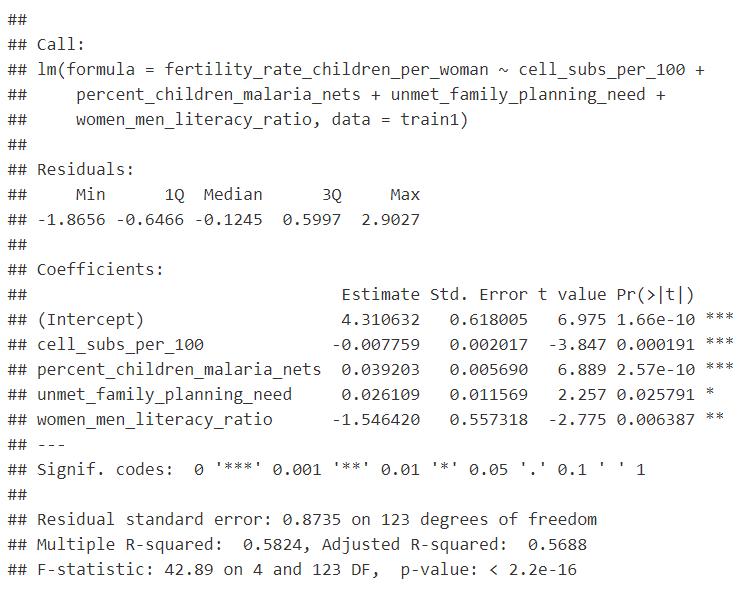 ##
## Call:
## lm(formula = fertility_rate_children_per_woman ~ cell_subs_per_100 +
##     percent_children_malaria_nets + unmet_family_planning_need +
##     women_men_literacy_ratio, data = train1)
##
## Residuals:
##     Min      1Q  Median      3Q     Max
## -1.8656 -0.6466 -0.1245  0.5997  2.9027
##
## Coefficients:
##                                Estimate Std. Error t value Pr(>|t|)
## (Intercept)                    4.310632   0.618005   6.975 1.66e-10 ***
## cell_subs_per_100             -0.007759   0.002017  -3.847 0.000191 ***
## percent_children_malaria_nets  0.039203   0.005690   6.889 2.57e-10 ***
## unmet_family_planning_need     0.026109   0.011569   2.257 0.025791 *
## women_men_literacy_ratio      -1.546420   0.557318  -2.775 0.006387 **
## ---
## Signif. codes:  0 '***' 0.001 '**' 0.01 '*' 0.05 '.' 0.1 ' ' 1
##
## Residual standard error: 0.8735 on 123 degrees of freedom
## Multiple R-squared:  0.5824, Adjusted R-squared:  0.5688
## F-statistic: 42.89 on 4 and 123 DF,  p-value: < 2.2e-16